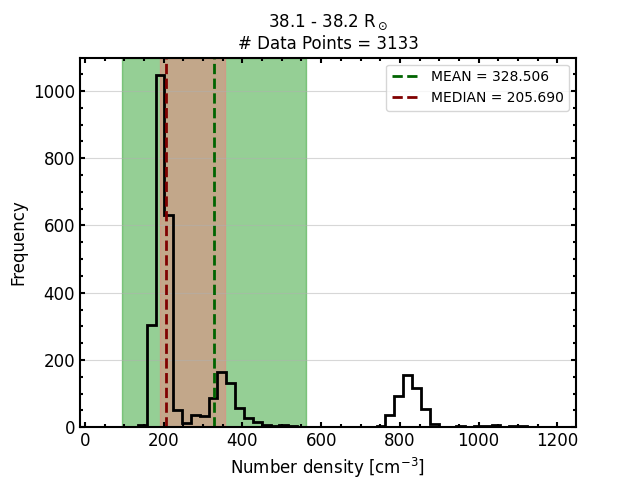 38.1 - 38.2 R⊙
# Data Points = 3133
MEAN = 328.506
MEDIAN = 205.690
Frequency
1000
800
600
400
200
0
0 200 400 600 800 1000 1200
Number density [cm⁻³]